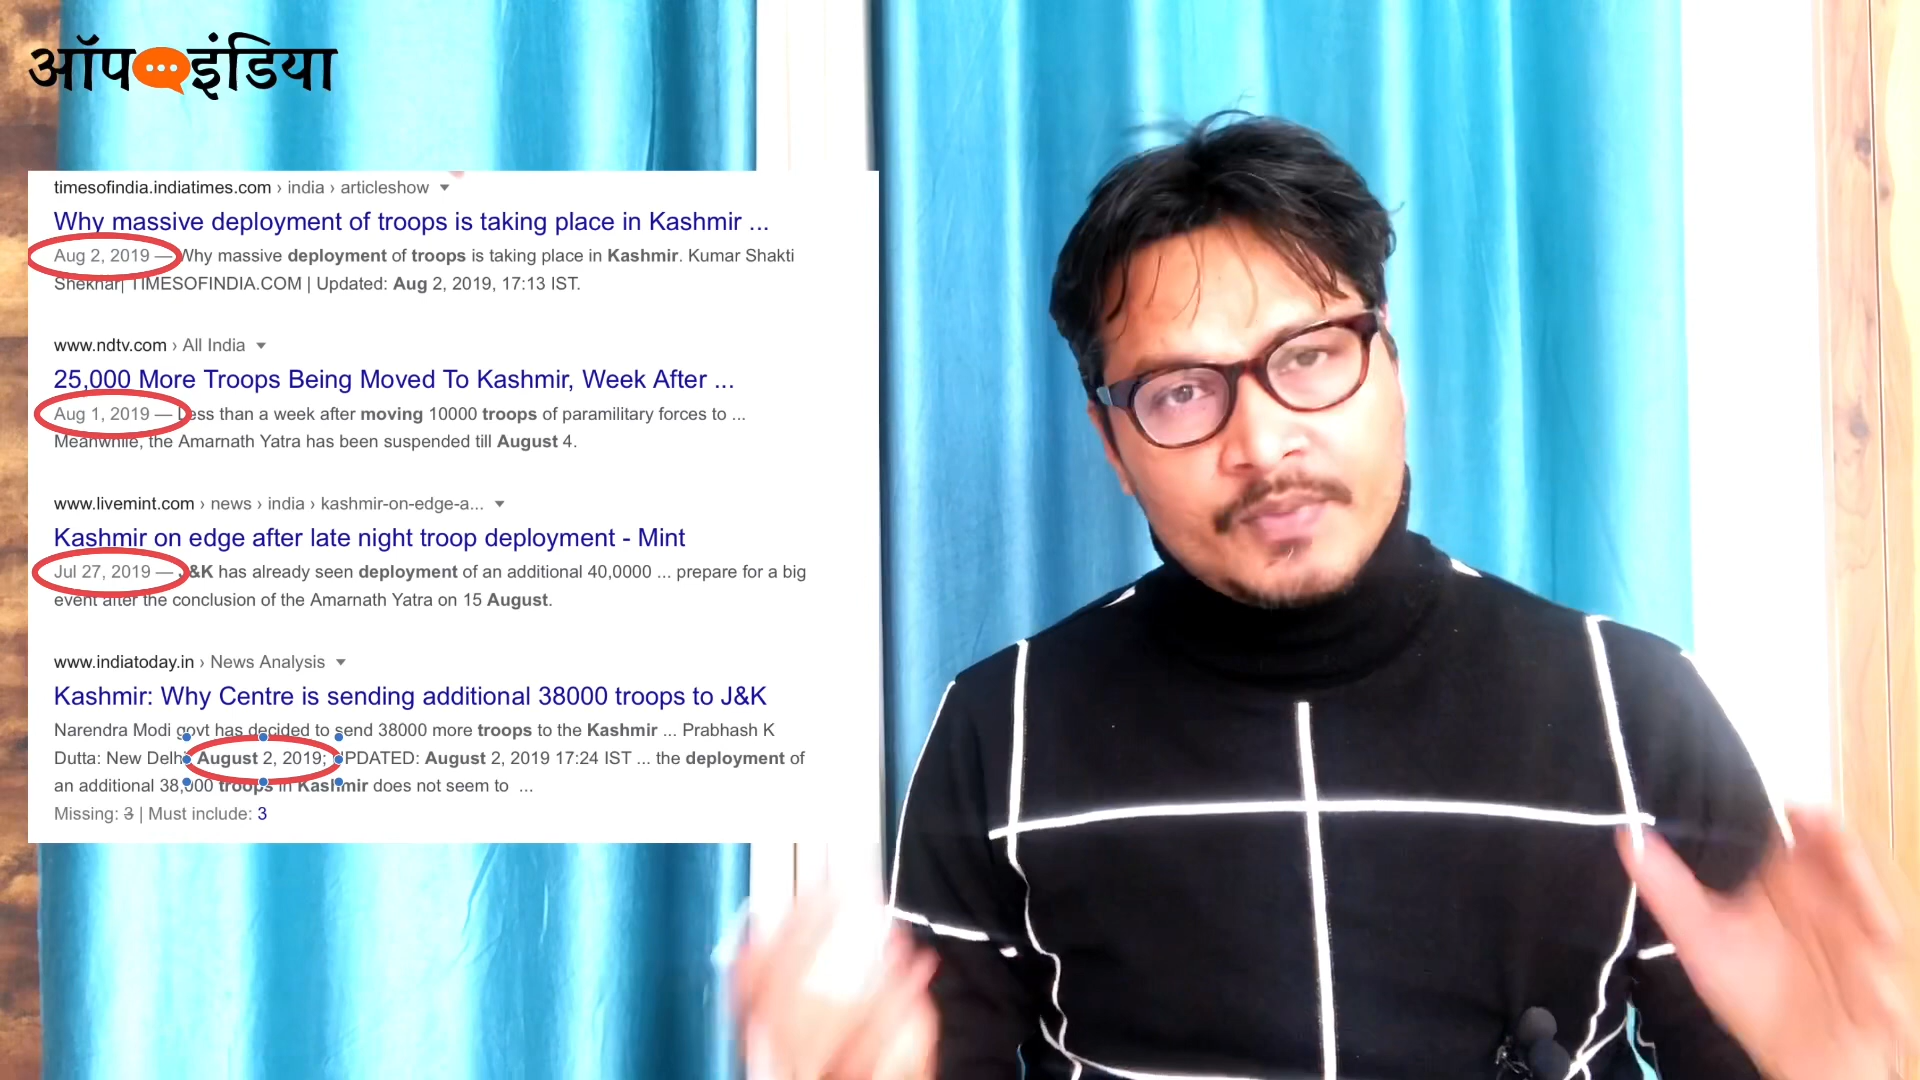 ऑप इंडिया
timesofindia.indiatimes.com › india › articleshow
Why massive deployment of troops is taking place in Kashmir ...
Aug 2, 2019 — Why massive deployment of troops is taking place in Kashmir. Kumar Shakti
Shekhar| TIMESOFINDIA.COM | Updated: Aug 2, 2019, 17:13 IST.
www.ndtv.com › All India
25,000 More Troops Being Moved To Kashmir, Week After ...
Aug 1, 2019 — Less than a week after moving 10000 troops of paramilitary forces to ...
Meanwhile, the Amarnath Yatra has been suspended till August 4.
www.livemint.com › news › india › kashmir-on-edge-a...
Kashmir on edge after late night troop deployment - Mint
Jul 27, 2019 — J&K has already seen deployment of an additional 40,0000 ... prepare for a big
event after the conclusion of the Amarnath Yatra on 15 August.
www.indiatoday.in › News Analysis
Kashmir: Why Centre is sending additional 38000 troops to J&K
Narendra Modi govt has decided to send 38000 more troops to the Kashmir ... Prabhash K
Dutta: New Delhi August 2, 2019; UPDATED: August 2, 2019 17:24 IST ... the deployment of
an additional 38,000 troops in Kashmir does not seem to ...
Missing: 3 | Must include: 3